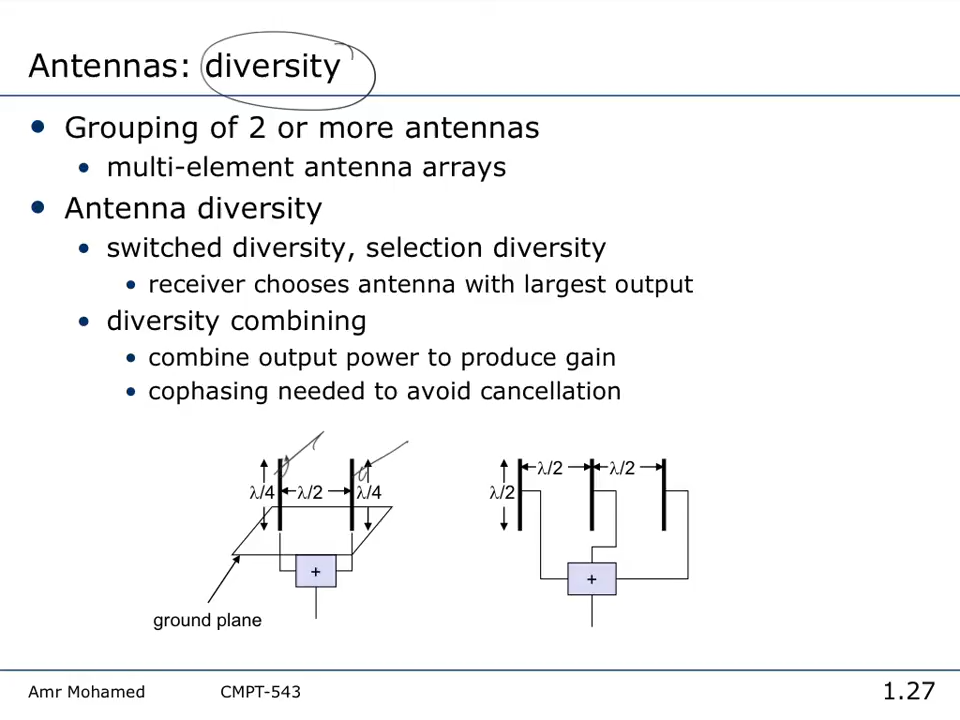 Antennas: diversity
Grouping of 2 or more antennas
multi-element antenna arrays
Antenna diversity
switched diversity, selection diversity
receiver chooses antenna with largest output
diversity combining
combine output power to produce gain
cophasing needed to avoid cancellation
λ/4 λ/2 λ/4
+
ground plane
λ/2 λ/2
λ/2
+
Amr Mohamed CMPT-543 1.27